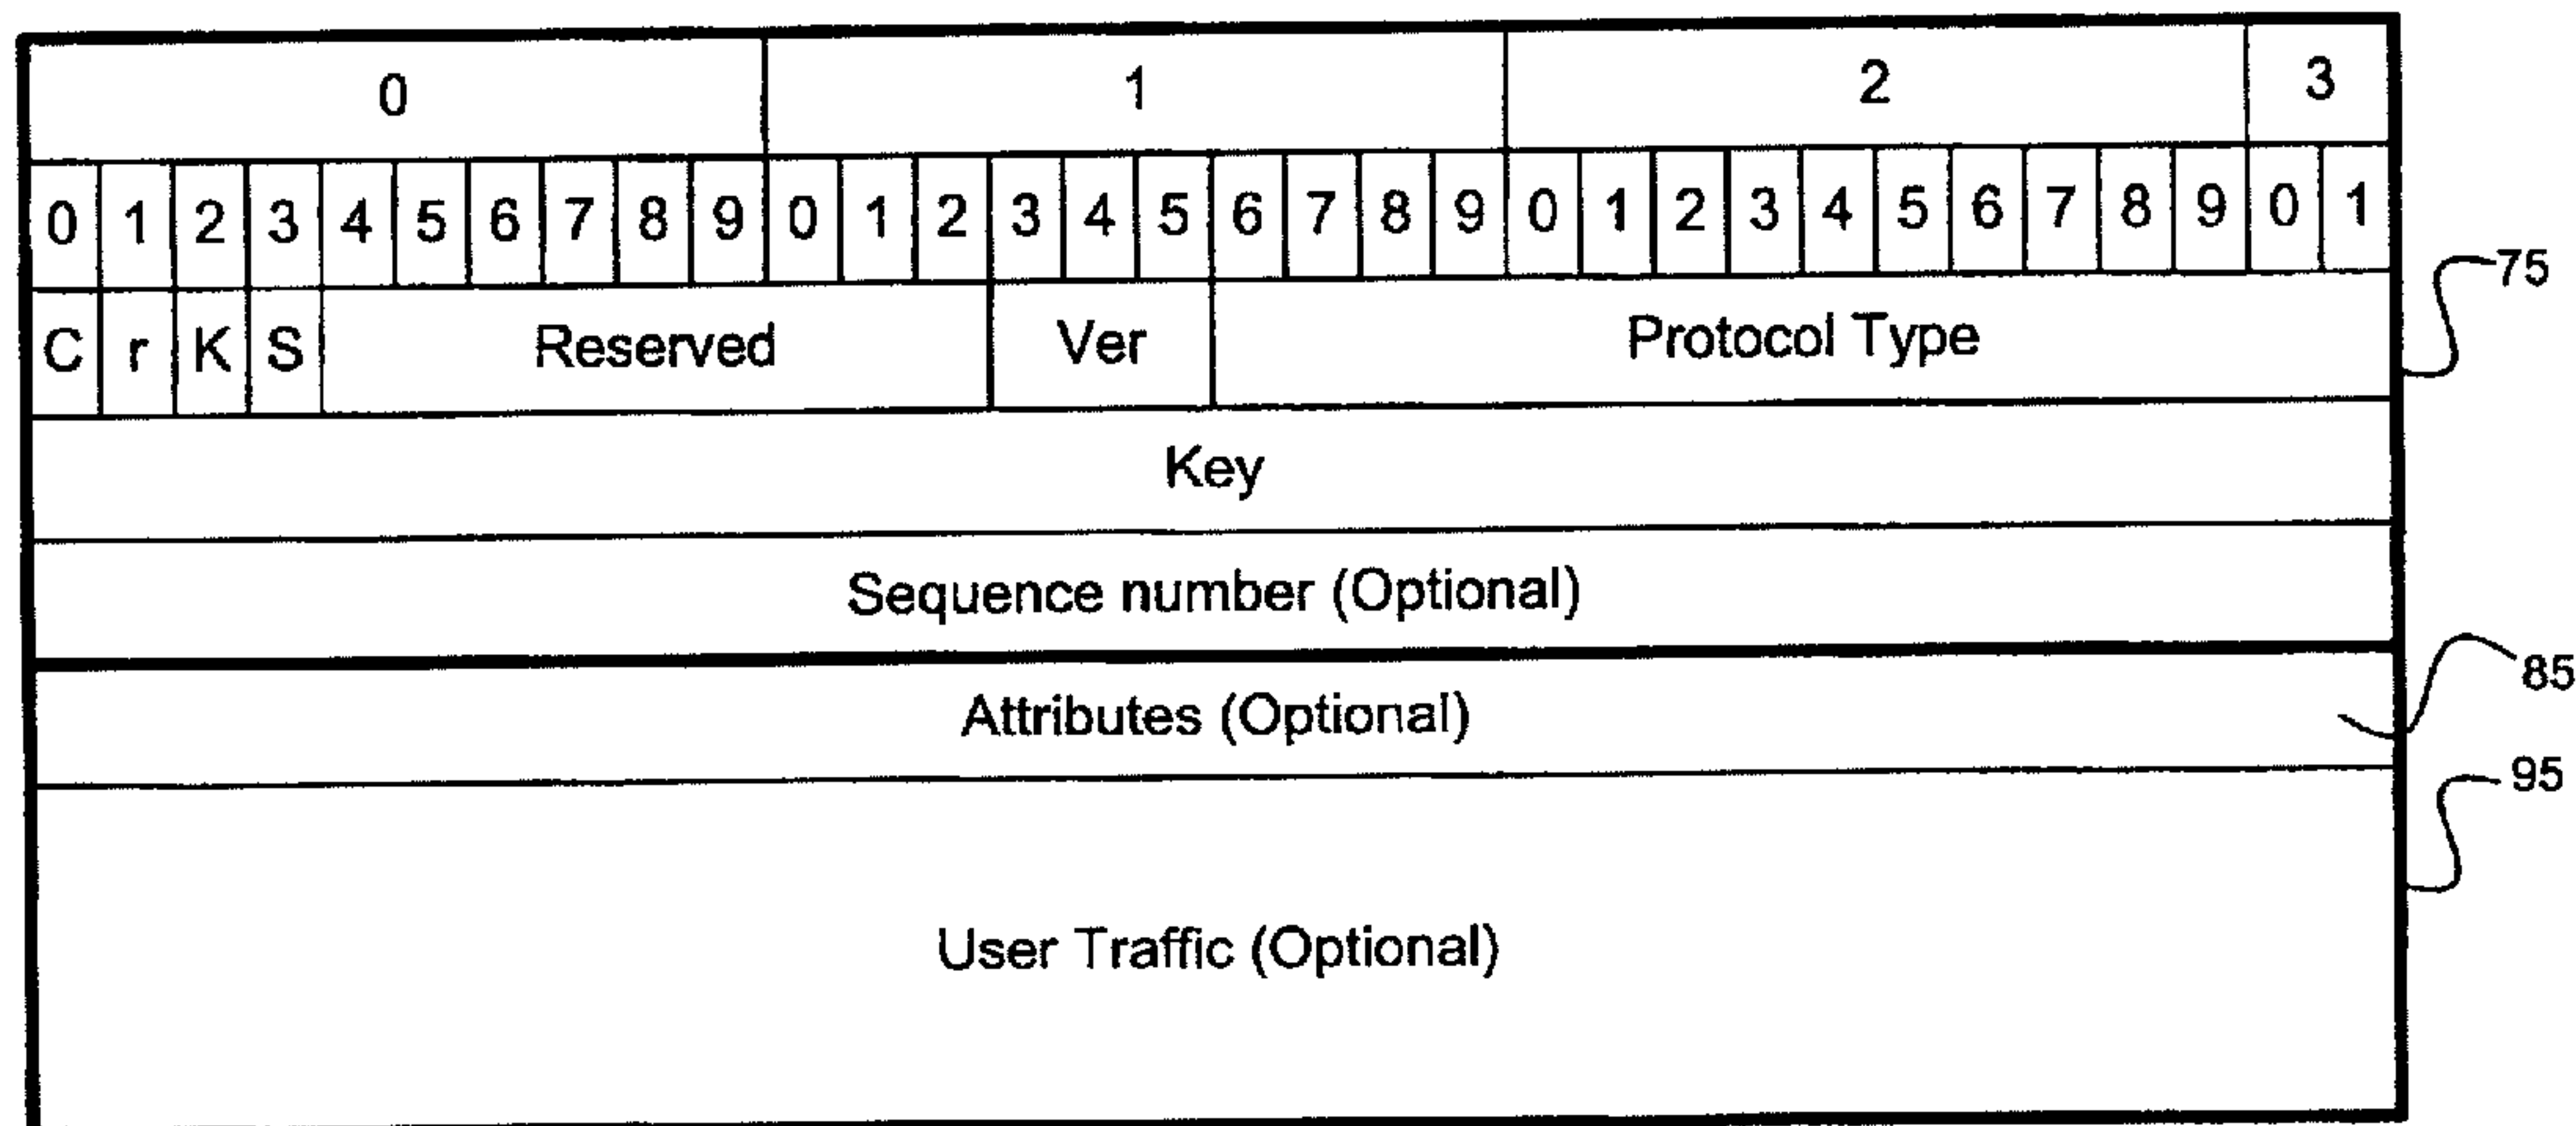 0 1 2 3
0 1 2 3 4 5 6 7 8 9 0 1 2 3 4 5 6 7 8 9 0 1 2 3 4 5 6 7 8 9 0 1
75
C r K S Reserved Ver Protocol Type
Key
Sequence number (Optional)
85
Attributes (Optional)
95
User Traffic (Optional)